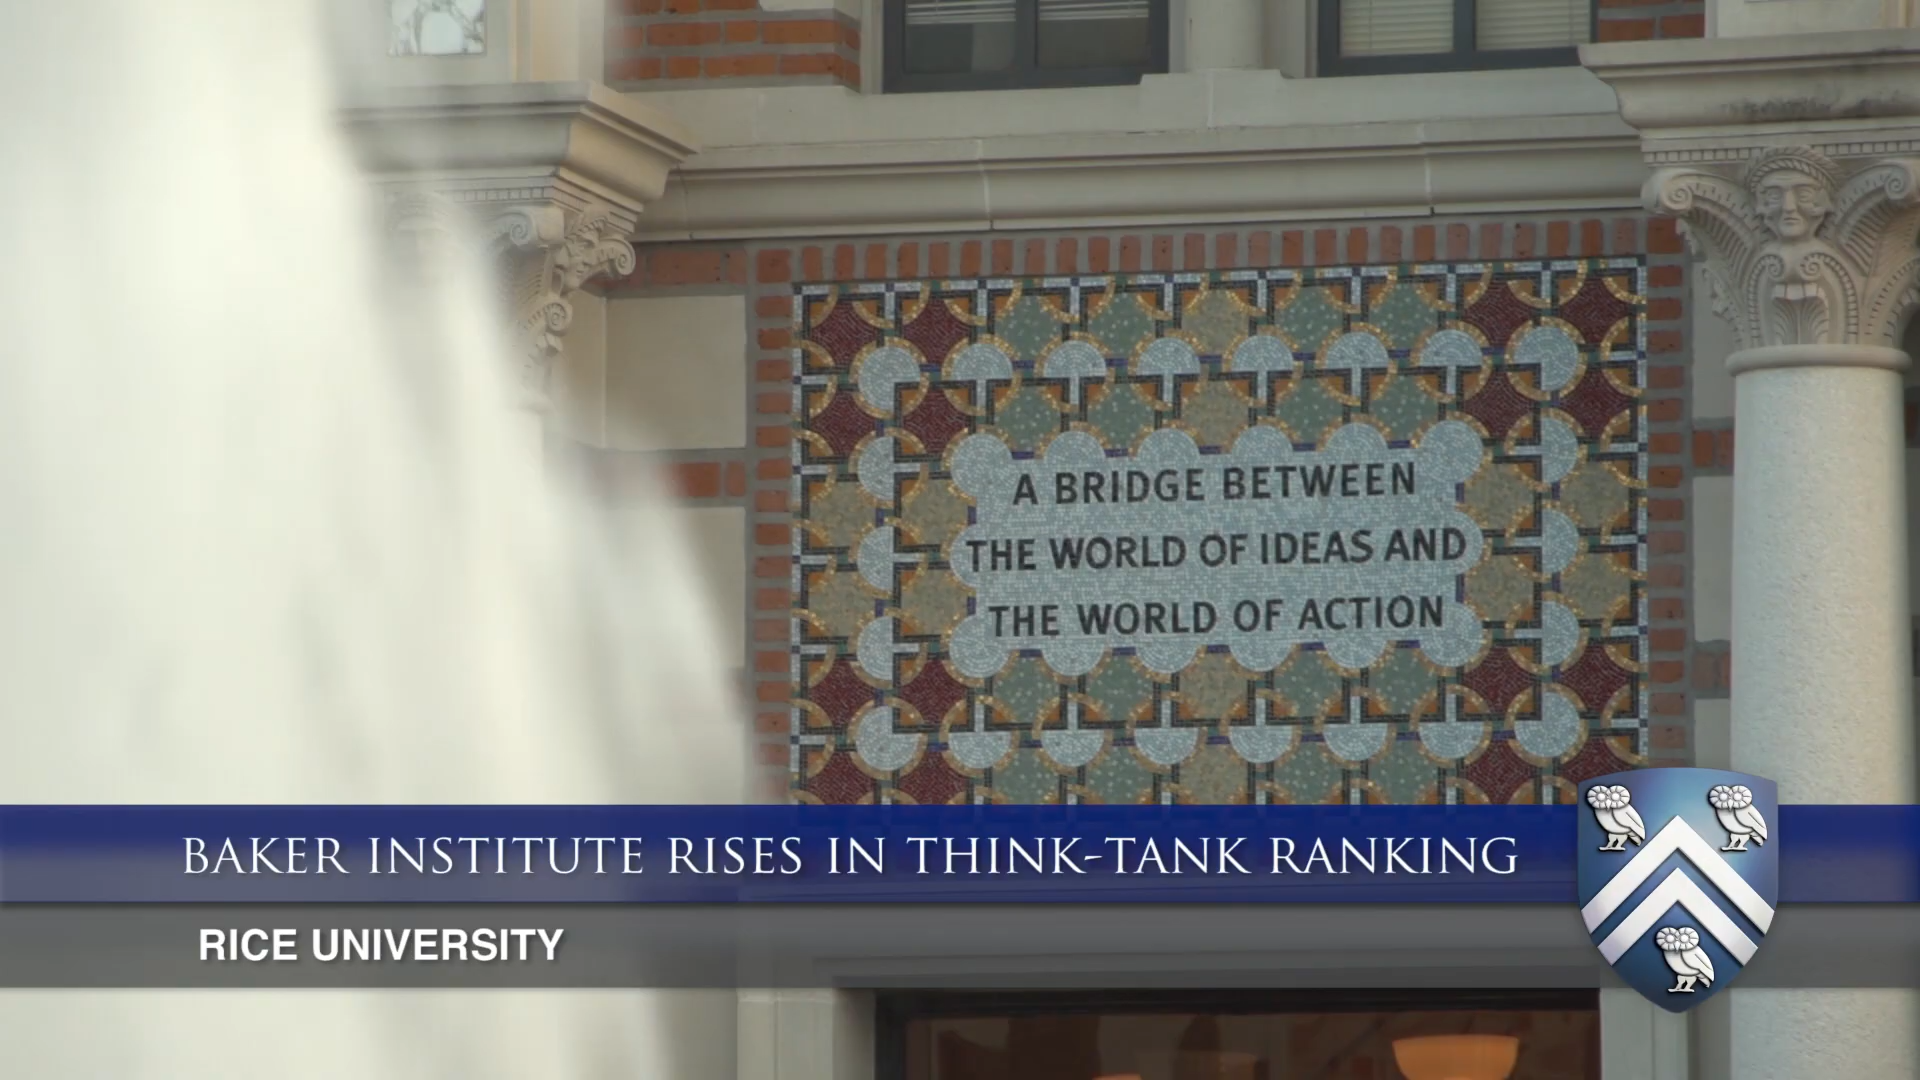 A BRIDGE BETWEEN
THE WORLD OF IDEAS AND
THE WORLD OF ACTION
BAKER INSTITUTE RISES IN THINK-TANK RANKING
RICE UNIVERSITY